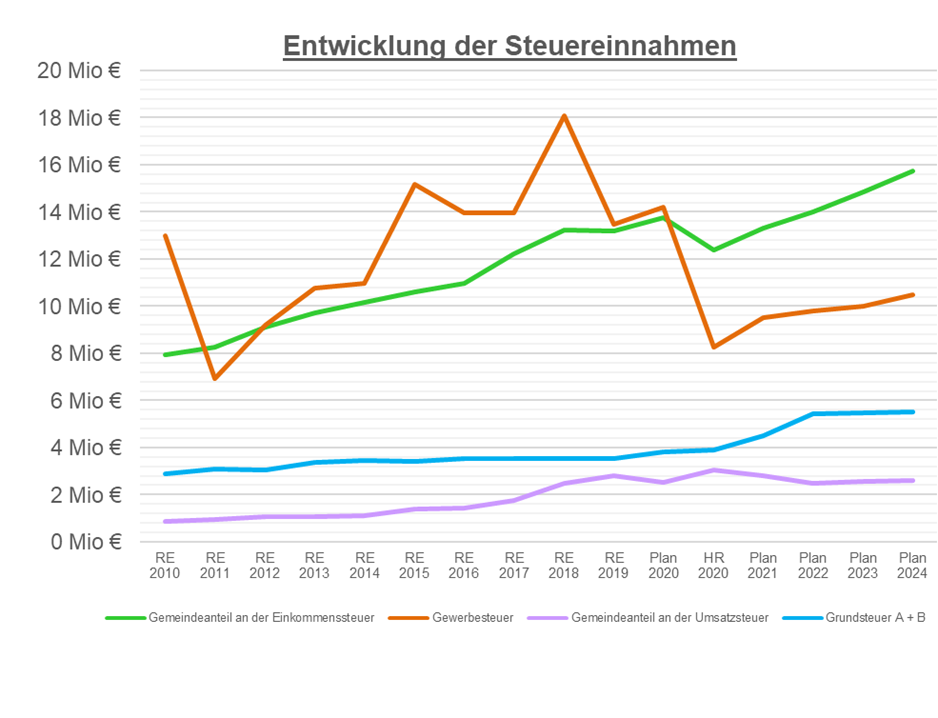 Entwicklung der Steuereinnahmen
20 Mio €
18 Mio €
16 Mio €
14 Mio €
12 Mio €
10 Mio €
8 Mio €
6 Mio €
4 Mio €
2 Mio €
0 Mio €
RE RE RE RE RE RE RE RE RE RE Plan HR Plan Plan Plan Plan
2010 2011 2012 2013 2014 2015 2016 2017 2018 2019 2020 2020 2021 2022 2023 2024
Gemeindeanteil an der Einkommenssteuer Gewerbesteuer Gemeindeanteil an der Umsatzsteuer Grundsteuer A + B